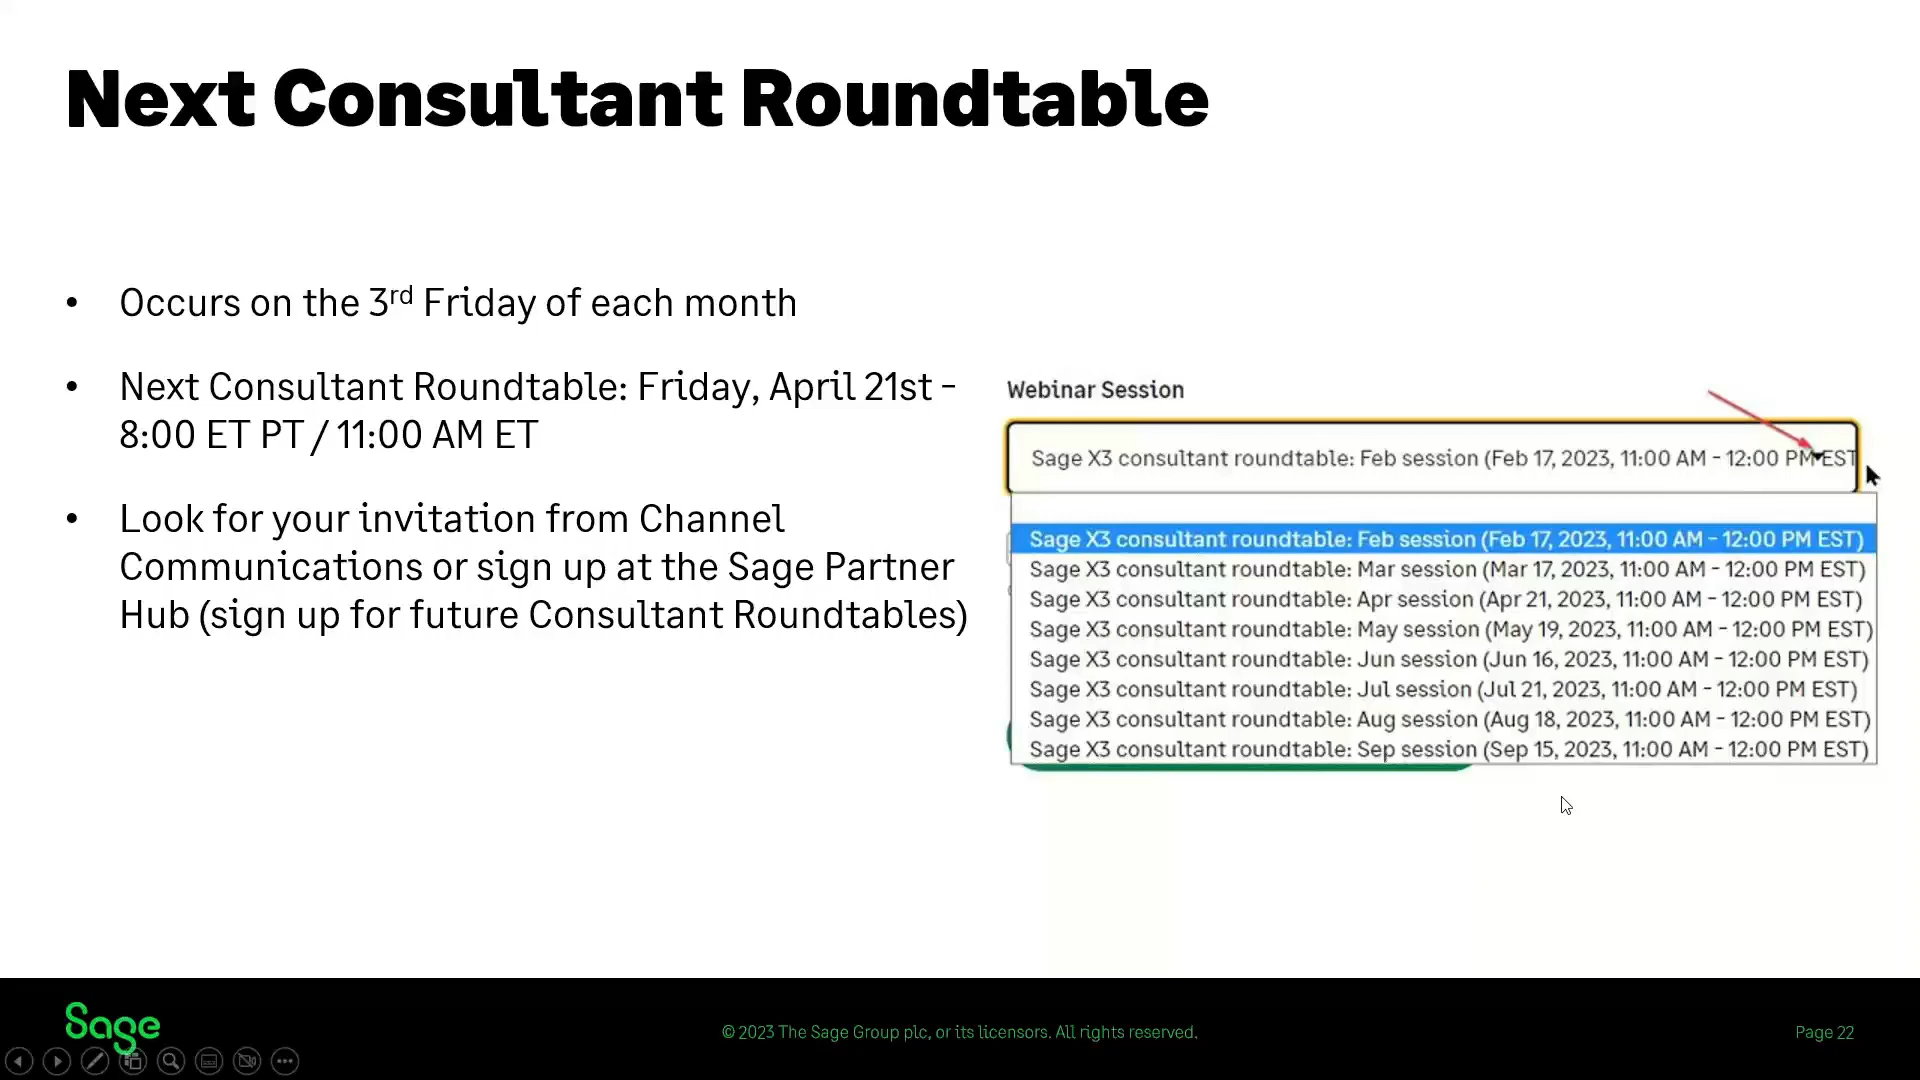 Next Consultant Roundtable
• Occurs on the 3rd Friday of each month
• Next Consultant Roundtable: Friday, April 21st -
8:00 ET PT / 11:00 AM ET
• Look for your invitation from Channel
Communications or sign up at the Sage Partner
Hub (sign up for future Consultant Roundtables)
Webinar Session
Sage X3 consultant roundtable: Feb session (Feb 17, 2023, 11:00 AM - 12:00 PM EST
Sage X3 consultant roundtable: Feb session (Feb 17, 2023, 11:00 AM - 12:00 PM EST)
Sage X3 consultant roundtable: Mar session (Mar 17, 2023, 11:00 AM - 12:00 PM EST)
Sage X3 consultant roundtable: Apr session (Apr 21, 2023, 11:00 AM - 12:00 PM EST)
Sage X3 consultant roundtable: May session (May 19, 2023, 11:00 AM - 12:00 PM EST)
Sage X3 consultant roundtable: Jun session (Jun 16, 2023, 11:00 AM - 12:00 PM EST)
Sage X3 consultant roundtable: Jul session (Jul 21, 2023, 11:00 AM - 12:00 PM EST)
Sage X3 consultant roundtable: Aug session (Aug 18, 2023, 11:00 AM - 12:00 PM EST)
Sage X3 consultant roundtable: Sep session (Sep 15, 2023, 11:00 AM - 12:00 PM EST)
Sage
© 2023 The Sage Group plc, or its licensors. All rights reserved.
Page 22